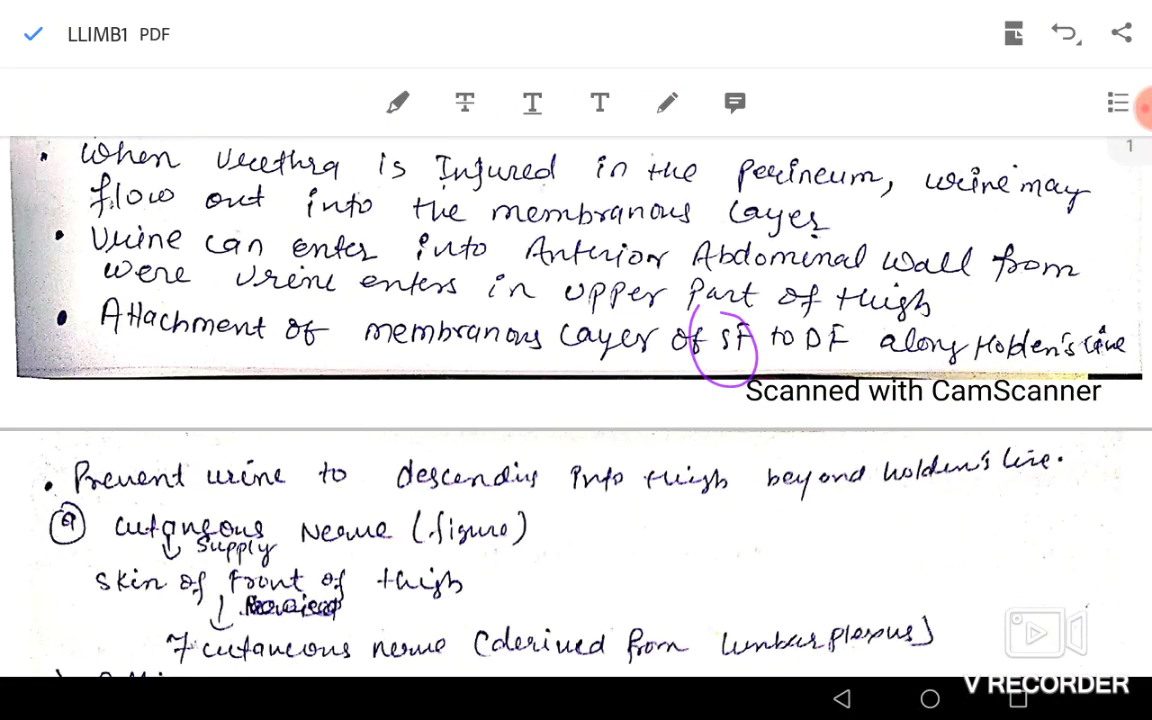 LLIMB1 PDF
1
• When Urethra is Injured in the Perineum, urine may
flow out into the membranous Layer
• Urine can enter into Anterior Abdominal wall from
were urine enters in upper part of thigh
• Attachment of membranous Layer of SF to DF along Holden's line
Scanned with CamScanner
• Prevent urine to descending into thigh beyond holden's line.
cutaneous Nerve (figure)
↓ Supply
skin of front of thigh
↓
7 cutaneous nerve (derived from lumbar plexus)
V RECORDER